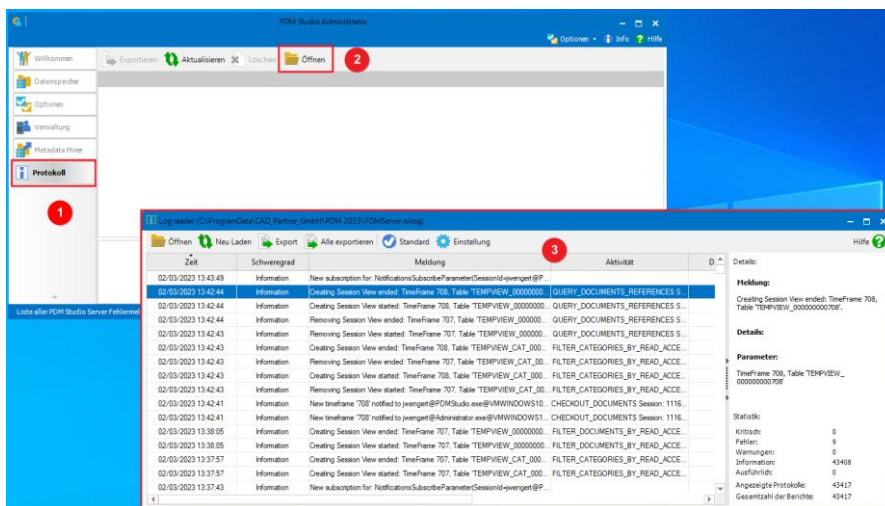 PDM Studio Administrator
Optionen Info Hilfe
Willkommen
Exportieren Aktualisieren Löschen Öffnen 2
Datenspeicher
Optionen
Verwaltung
Metadata Miner
Protokoll
1
Liste aller PDM Studio Server Fehlermel
Log reader (C:\ProgramData\CAD_Partner_GmbH\PDM 2023\PDMServer.axlog)
Öffnen Neu Laden Export Alle exportieren Standard Einstellung 3 Hilfe
Zeit Schweregrad Meldung Aktivität D
02/03/2023 13:43:49 Information New subscription for: NotificationsSubscribeParameter(SessionId=jwengert@P...
02/03/2023 13:42:44 Information Creating Session View ended: TimeFrame 708, Table 'TEMPVIEW_00000000... QUERY_DOCUMENTS_REFERENCES S...
02/03/2023 13:42:44 Information Creating Session View started: TimeFrame 708, Table 'TEMPVIEW_00000000... QUERY_DOCUMENTS_REFERENCES S...
02/03/2023 13:42:44 Information Removing Session View ended: TimeFrame 707, Table 'TEMPVIEW_000000... QUERY_DOCUMENTS_REFERENCES S...
02/03/2023 13:42:43 Information Removing Session View started: TimeFrame 707, Table 'TEMPVIEW_000000... QUERY_DOCUMENTS_REFERENCES S...
02/03/2023 13:42:43 Information Creating Session View ended: TimeFrame 708, Table 'TEMPVIEW_CAT_000... FILTER_CATEGORIES_BY_READ_ACCE...
02/03/2023 13:42:43 Information Removing Session View ended: TimeFrame 707, Table 'TEMPVIEW_CAT_00... FILTER_CATEGORIES_BY_READ_ACCE...
02/03/2023 13:42:43 Information Creating Session View started: TimeFrame 708, Table 'TEMPVIEW_CAT_000... FILTER_CATEGORIES_BY_READ_ACCE...
02/03/2023 13:42:43 Information Removing Session View started: TimeFrame 707, Table 'TEMPVIEW_CAT_00... FILTER_CATEGORIES_BY_READ_ACCE...
02/03/2023 13:42:41 Information New timeframe '708' notified to jwengert@PDMStudio.exe@VMWINDOWS10... CHECKOUT_DOCUMENTS Session: 1116...
02/03/2023 13:42:41 Information New timeframe '708' notified to jwengert@Administrator.exe@VMWINDOWS1... CHECKOUT_DOCUMENTS Session: 1116...
02/03/2023 13:38:05 Information Creating Session View ended: TimeFrame 707, Table 'TEMPVIEW_00000000... FILTER_DOCUMENTS_BY_READ_ACCE...
02/03/2023 13:38:05 Information Creating Session View started: TimeFrame 707, Table 'TEMPVIEW_00000000... FILTER_DOCUMENTS_BY_READ_ACCE...
02/03/2023 13:37:57 Information Creating Session View ended: TimeFrame 707, Table 'TEMPVIEW_CAT_000... FILTER_CATEGORIES_BY_READ_ACCE...
02/03/2023 13:37:57 Information Creating Session View started: TimeFrame 707, Table 'TEMPVIEW_CAT_000... FILTER_CATEGORIES_BY_READ_ACCE...
02/03/2023 13:37:43 Information New subscription for: NotificationsSubscribeParameter(SessionId=jwengert@P...
Details:
Meldung:
Creating Session View ended: TimeFrame 708,
Table 'TEMPVIEW_000000000708'.
Details:
Parameter:
TimeFrame 708, Table 'TEMPVIEW_
000000000708'
Statistik:
Kritisch: 0
Fehler: 9
Warnungen: 0
Information: 43408
Ausführlich: 0
Angezeigte Protokolle: 43417
Gesamtzahl der Berichte: 43417